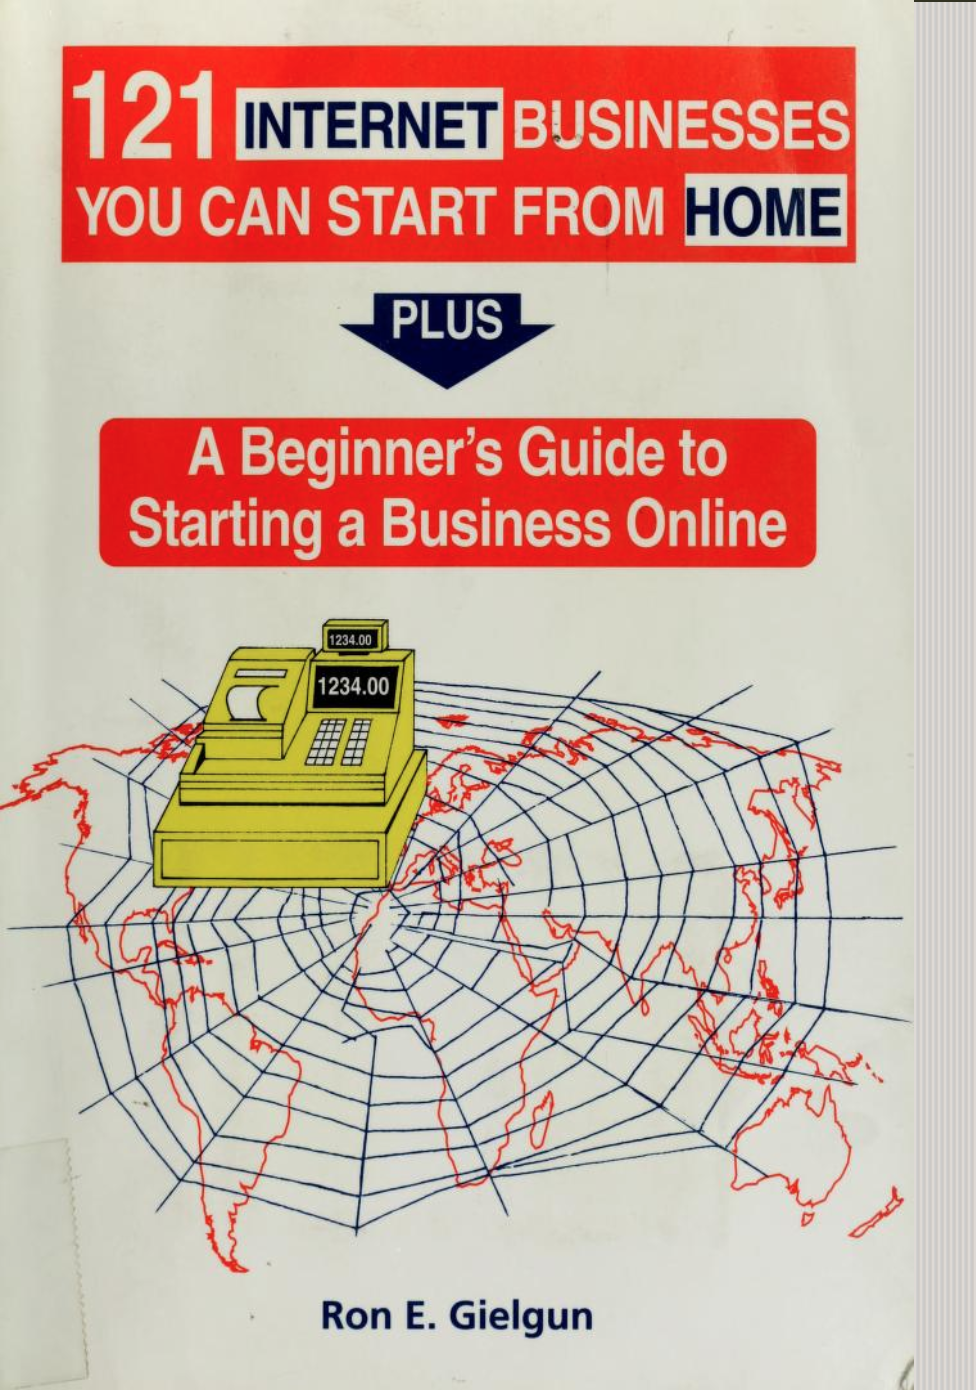 121 INTERNET BUSINESSES
YOU CAN START FROM HOME
PLUS
A Beginner's Guide to
Starting a Business Online
1234.00
1234.00
Ron E. Gielgun